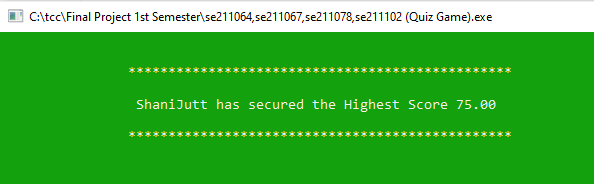 C:\tcc\Final Project 1st Semester\se211064,se211067,se211078,se211102 (Quiz Game).exe
************************************************
ShaniJutt has secured the Highest Score 75.00
************************************************